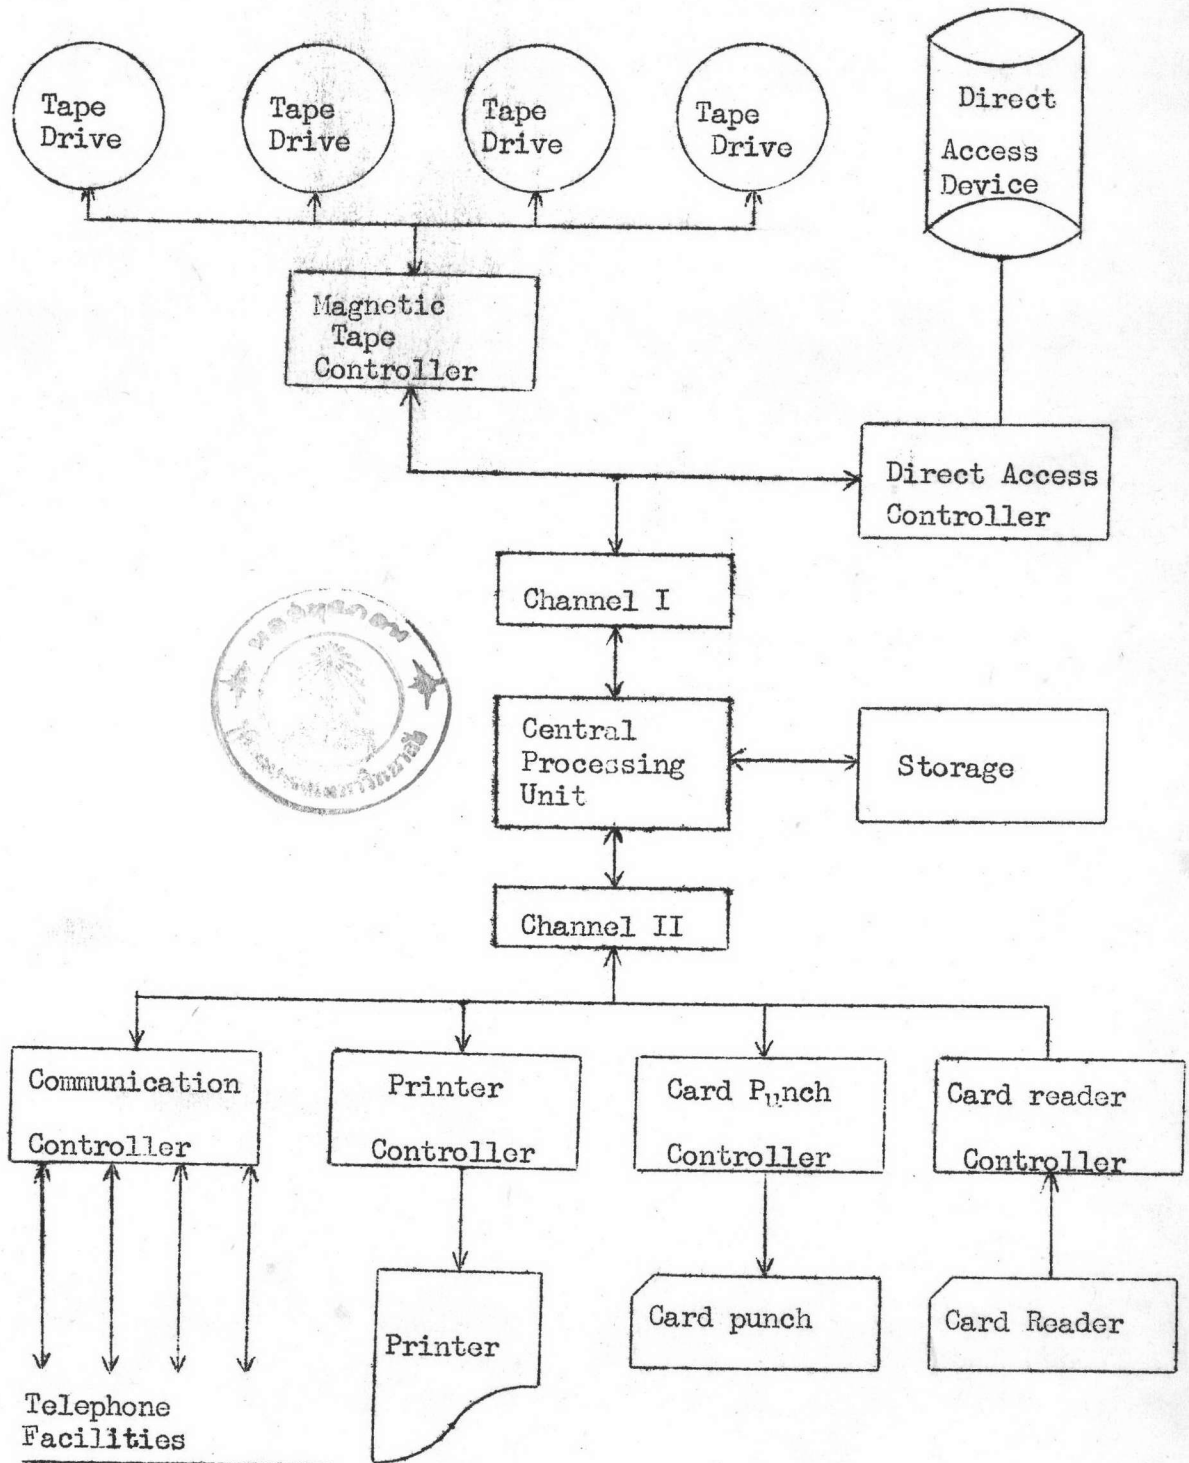 Tape
Drive
Tape
Drive
Tape
Drive
Tape
Drive
Direct
Access
Device
Magnetic
Tape
Controller
Direct Access
Controller
Channel I
Central
Processing
Unit
Storage
Channel II
Communication
Controller
Printer
Controller
Card Punch
Controller
Card reader
Controller
Printer
Card punch
Card Reader
Telephone
Facilities